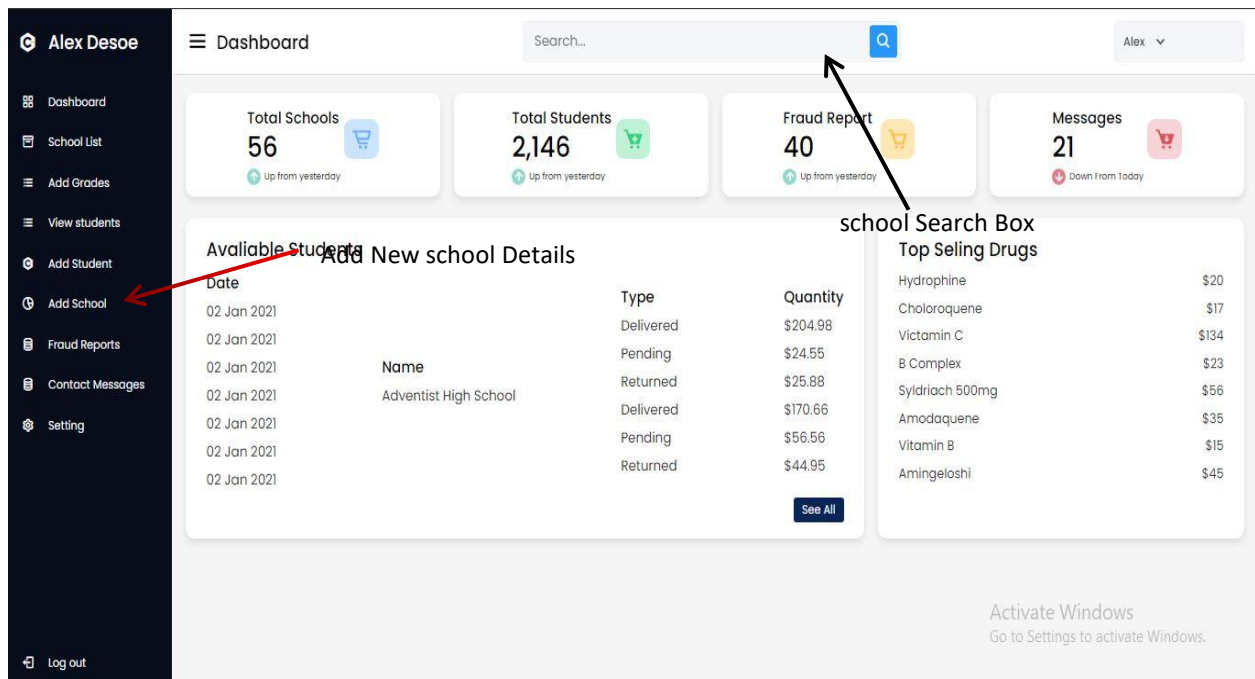 Alex Desoe
Dashboard
Search...
Alex
Dashboard
School List
Add Grades
View students
Add Student
Add School
Fraud Reports
Contact Messages
Setting
Log out
Total Schools
56
Up from yesterday
Total Students
2,146
Up from yesterday
Fraud Report
40
Up from yesterday
Messages
21
Down From Today
school Search Box
Avaliable Students
Add New school Details
Date
02 Jan 2021
02 Jan 2021
02 Jan 2021
02 Jan 2021
02 Jan 2021
02 Jan 2021
02 Jan 2021
Name
Adventist High School
Type
Delivered
Pending
Returned
Delivered
Pending
Returned
Quantity
$204.98
$24.55
$25.88
$170.66
$56.56
$44.95
See All
Top Seling Drugs
Hydrophine $20
Choloroquene $17
Victamin C $134
B Complex $23
Syldriach 500mg $56
Amodaquene $35
Vitamin B $15
Amingeloshi $45
Activate Windows
Go to Settings to activate Windows.